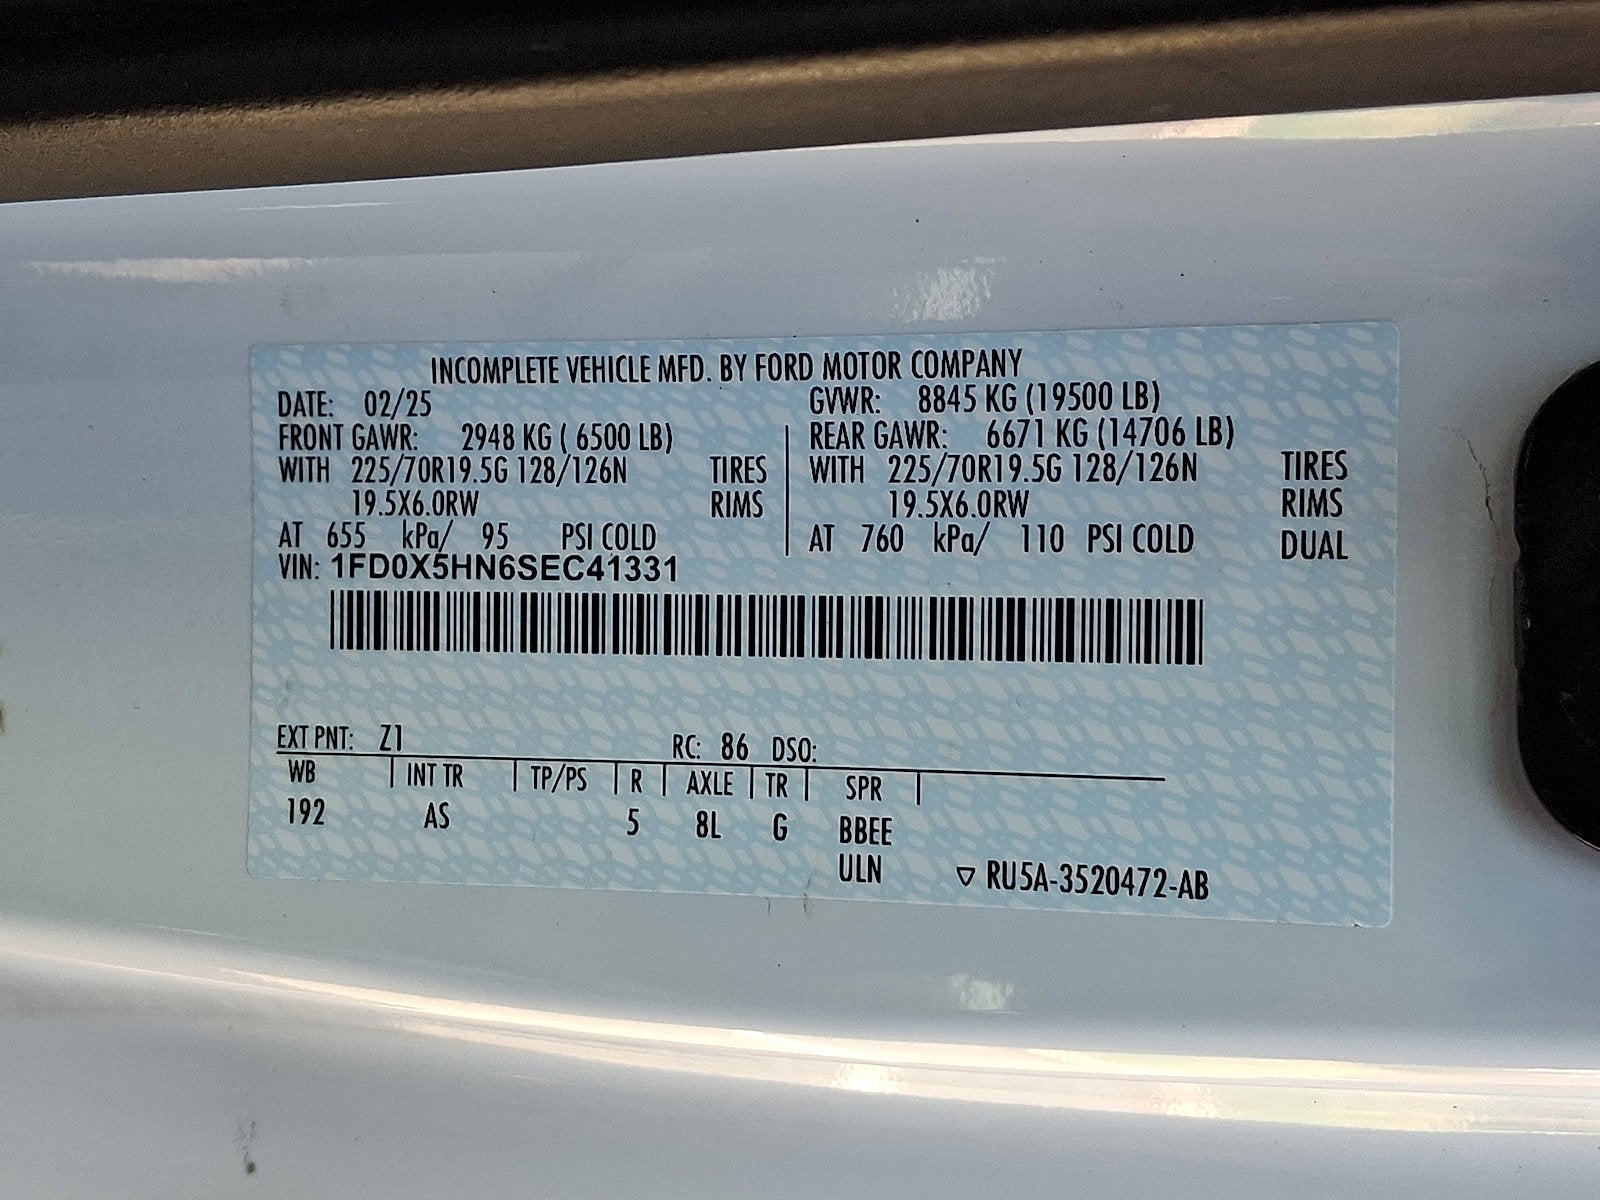 INCOMPLETE VEHICLE MFD. BY FORD MOTOR COMPANY
DATE: 02/25 GVWR: 8845 KG (19500 LB)
FRONT GAWR: 2948 KG ( 6500 LB) REAR GAWR: 6671 KG (14706 LB)
WITH 225/70R19.5G 128/126N TIRES WITH 225/70R19.5G 128/126N TIRES
19.5X6.0RW RIMS 19.5X6.0RW RIMS
AT 655 kPa/ 95 PSI COLD AT 760 kPa/ 110 PSI COLD DUAL
VIN: 1FD0X5HN6SEC41331
EXT PNT: Z1 RC: 86 DSO:
WB INT TR TP/PS R AXLE TR SPR
192 AS 5 8L G BBEE
ULN ▽ RU5A-3520472-AB